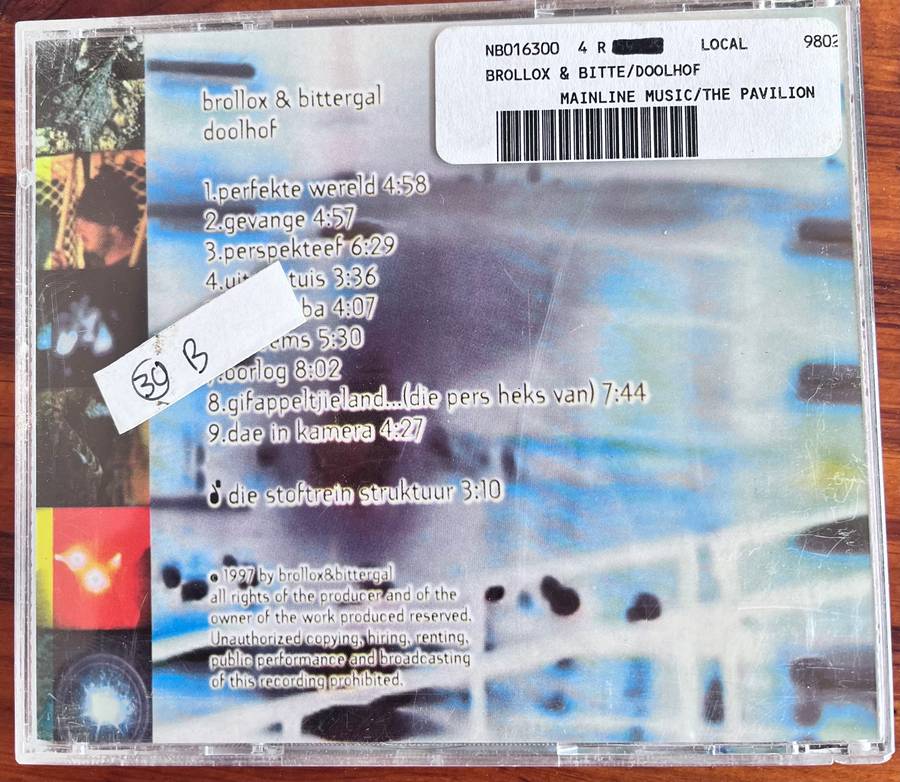 NB016300 4 R LOCAL 9802
BROLLOX & BITTE/DOOLHOF
MAINLINE MUSIC/THE PAVILION
brollox & bittergal
doolhof
1.perfekte wereld 4:58
2.gevange 4:57
3.perspekteef 6:29
4.uit tuis 3:36
ba 4:07
ems 5:30
.oorlog 8:02
8.gifappeltjieland...(die pers heks van) 7:44
9.dae in kamera 4:27
die stoftrein struktuur 3:10
39 B
1997 by brollox&bittergal
all rights of the producer and of the
owner of the work produced reserved.
Unauthorized copying, hiring, renting,
public performance and broadcasting
of this recording prohibited.